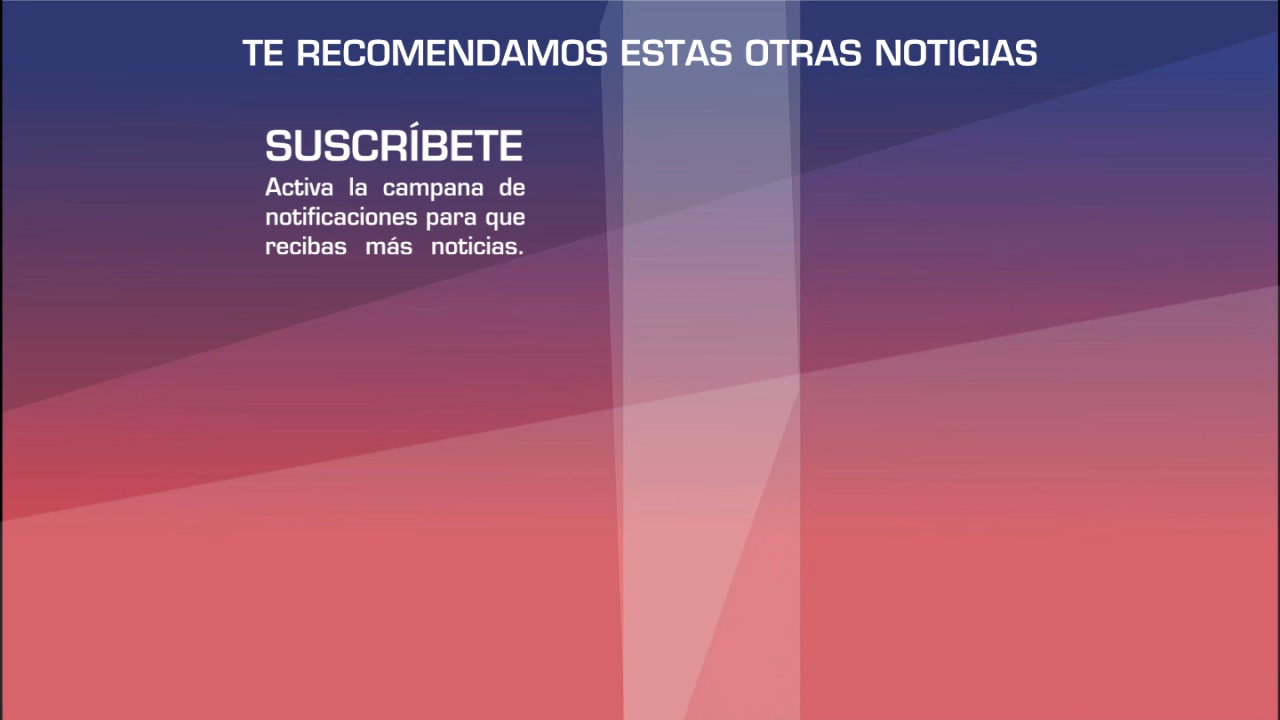 TE RECOMENDAMOS ESTAS OTRAS NOTICIAS
SUSCRÍBETE
Activa la campana de
notificaciones para que
recibas más noticias.